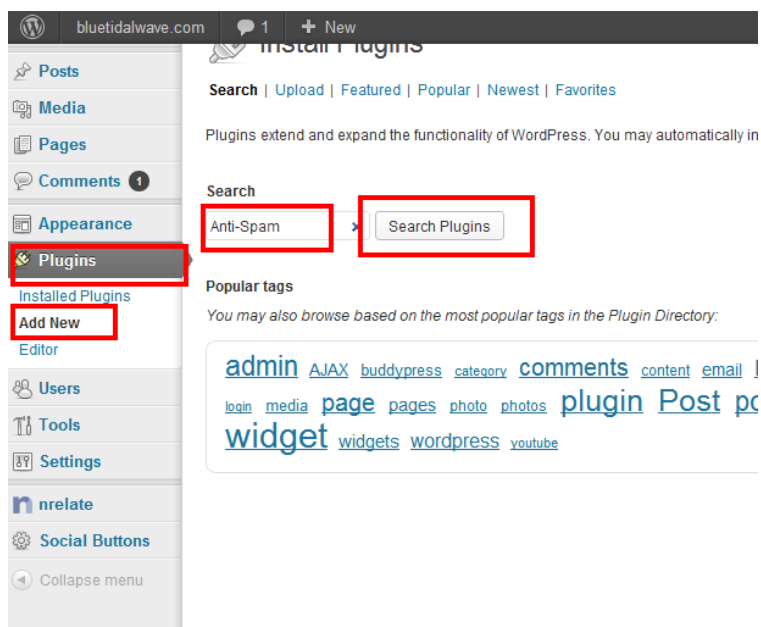 bluetidalwave.com 1 + New
Install Plugins
Posts
Media
Pages
Comments 1
Appearance
Plugins
Installed Plugins
Add New
Editor
Users
Tools
Settings
nrelate
Social Buttons
Collapse menu
Search | Upload | Featured | Popular | Newest | Favorites
Plugins extend and expand the functionality of WordPress. You may automatically in
Search
Anti-Spam × Search Plugins
Popular tags
You may also browse based on the most popular tags in the Plugin Directory:
admin AJAX buddypress category comments content email
login media page pages photo photos plugin Post po
widget widgets wordpress youtube